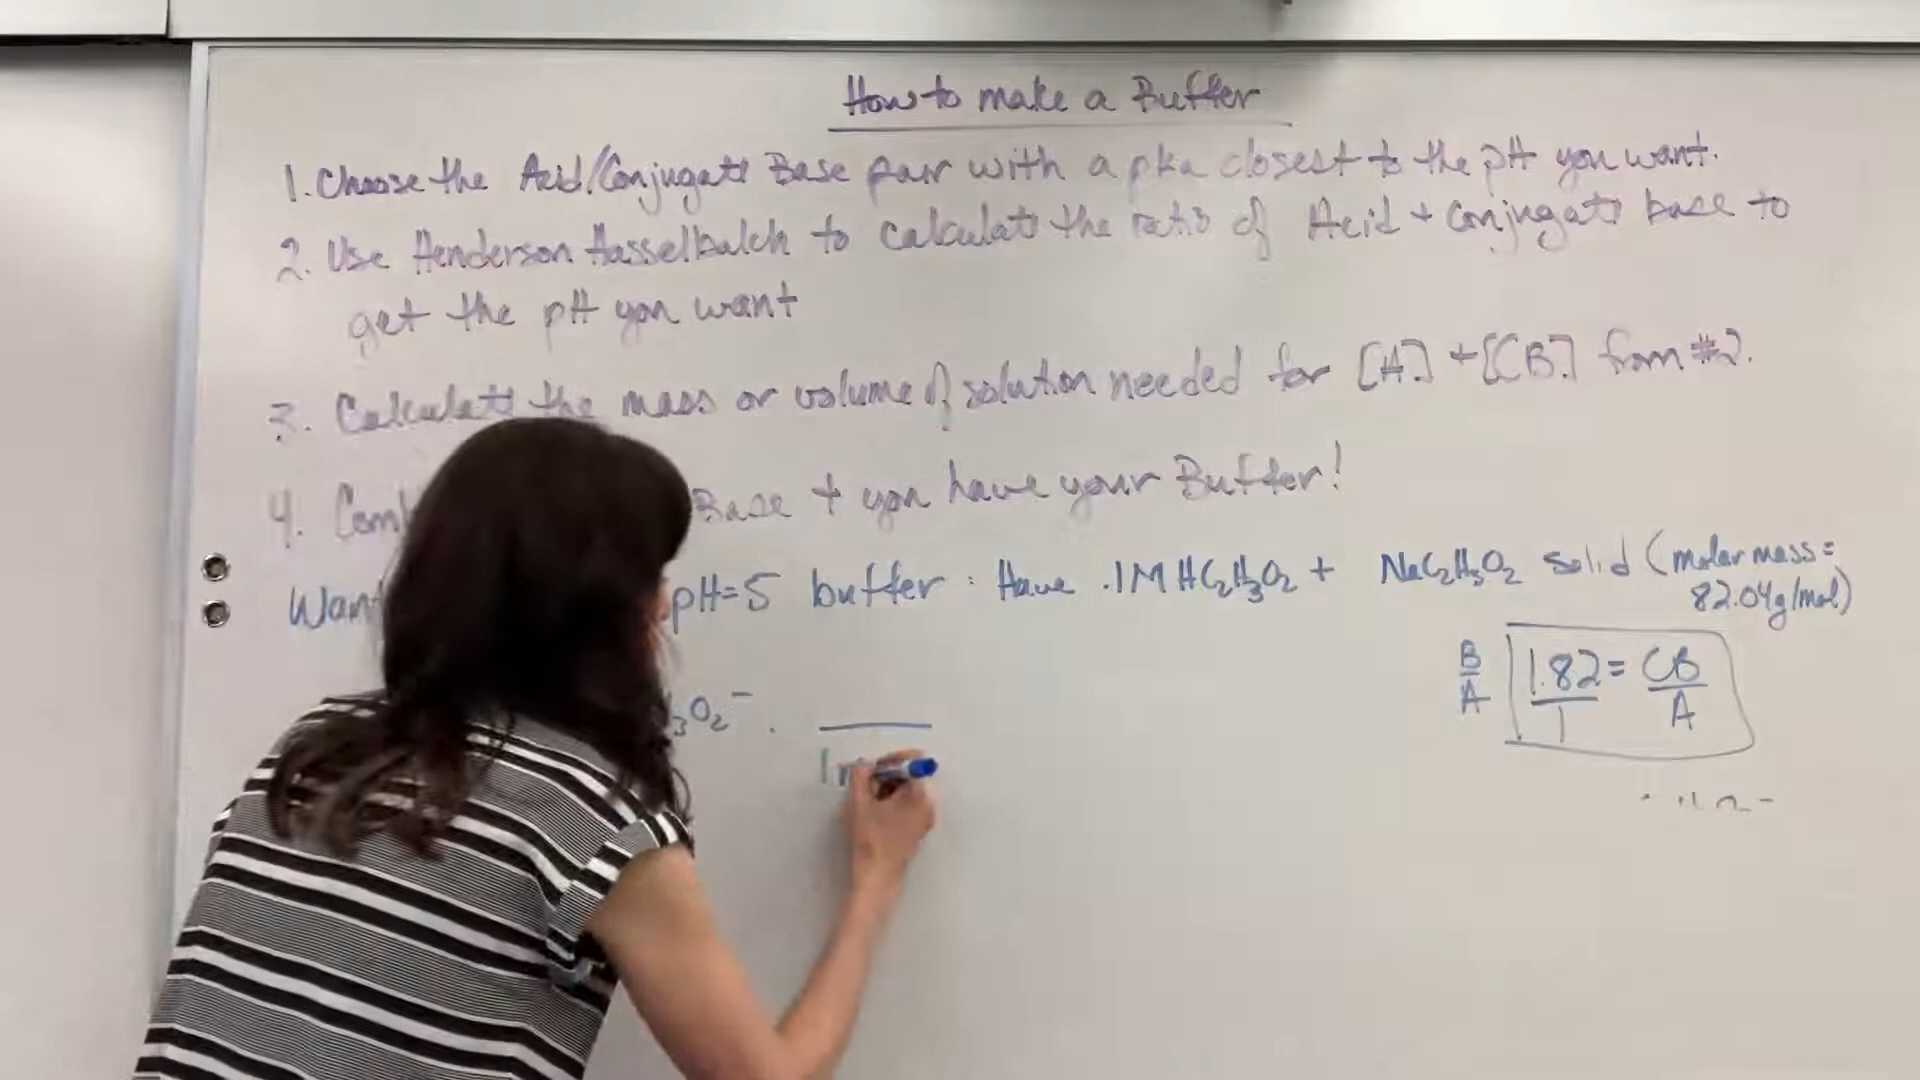 How to make a Buffer
1. Choose the Acid/Conjugate Base pair with a pka closest to the pH you want.
2. Use Henderson Hasselbalch to calculate the ratio of Acid + conjugate base to
get the pH you want
3. Calculate the mass or volume of solution needed for [A] + [CB] from #2.
4. Base + you have your Buffer!
Want pH=5 buffer : Have .1M HC₂H₃O₂ + NaC₂H₃O₂ solid (molar mass =
82.04g/mol)
B/A 1.82/1 = CB/A
₃O₂⁻ .
1